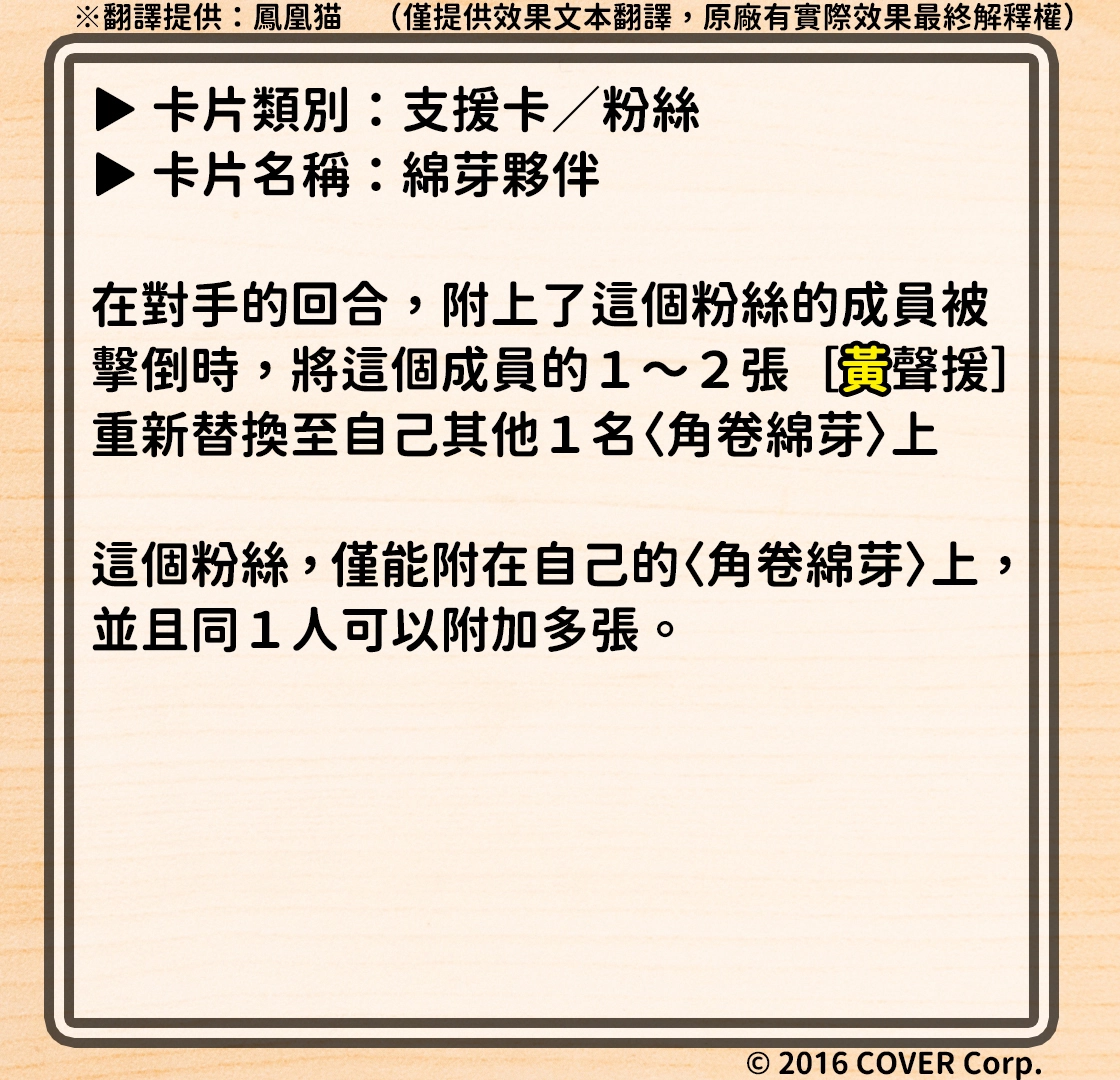 ※翻譯提供：鳳凰猫　（僅提供效果文本翻譯，原廠有實際效果最終解釋權）
▶ 卡片類別：支援卡／粉絲
▶ 卡片名稱：綿芽夥伴
在對手的回合，附上了這個粉絲的成員被
擊倒時，將這個成員的１～２張［黃聲援］
重新替換至自己其他１名〈角卷綿芽〉上
這個粉絲，僅能附在自己的〈角卷綿芽〉上，
並且同１人可以附加多張。
© 2016 COVER Corp.